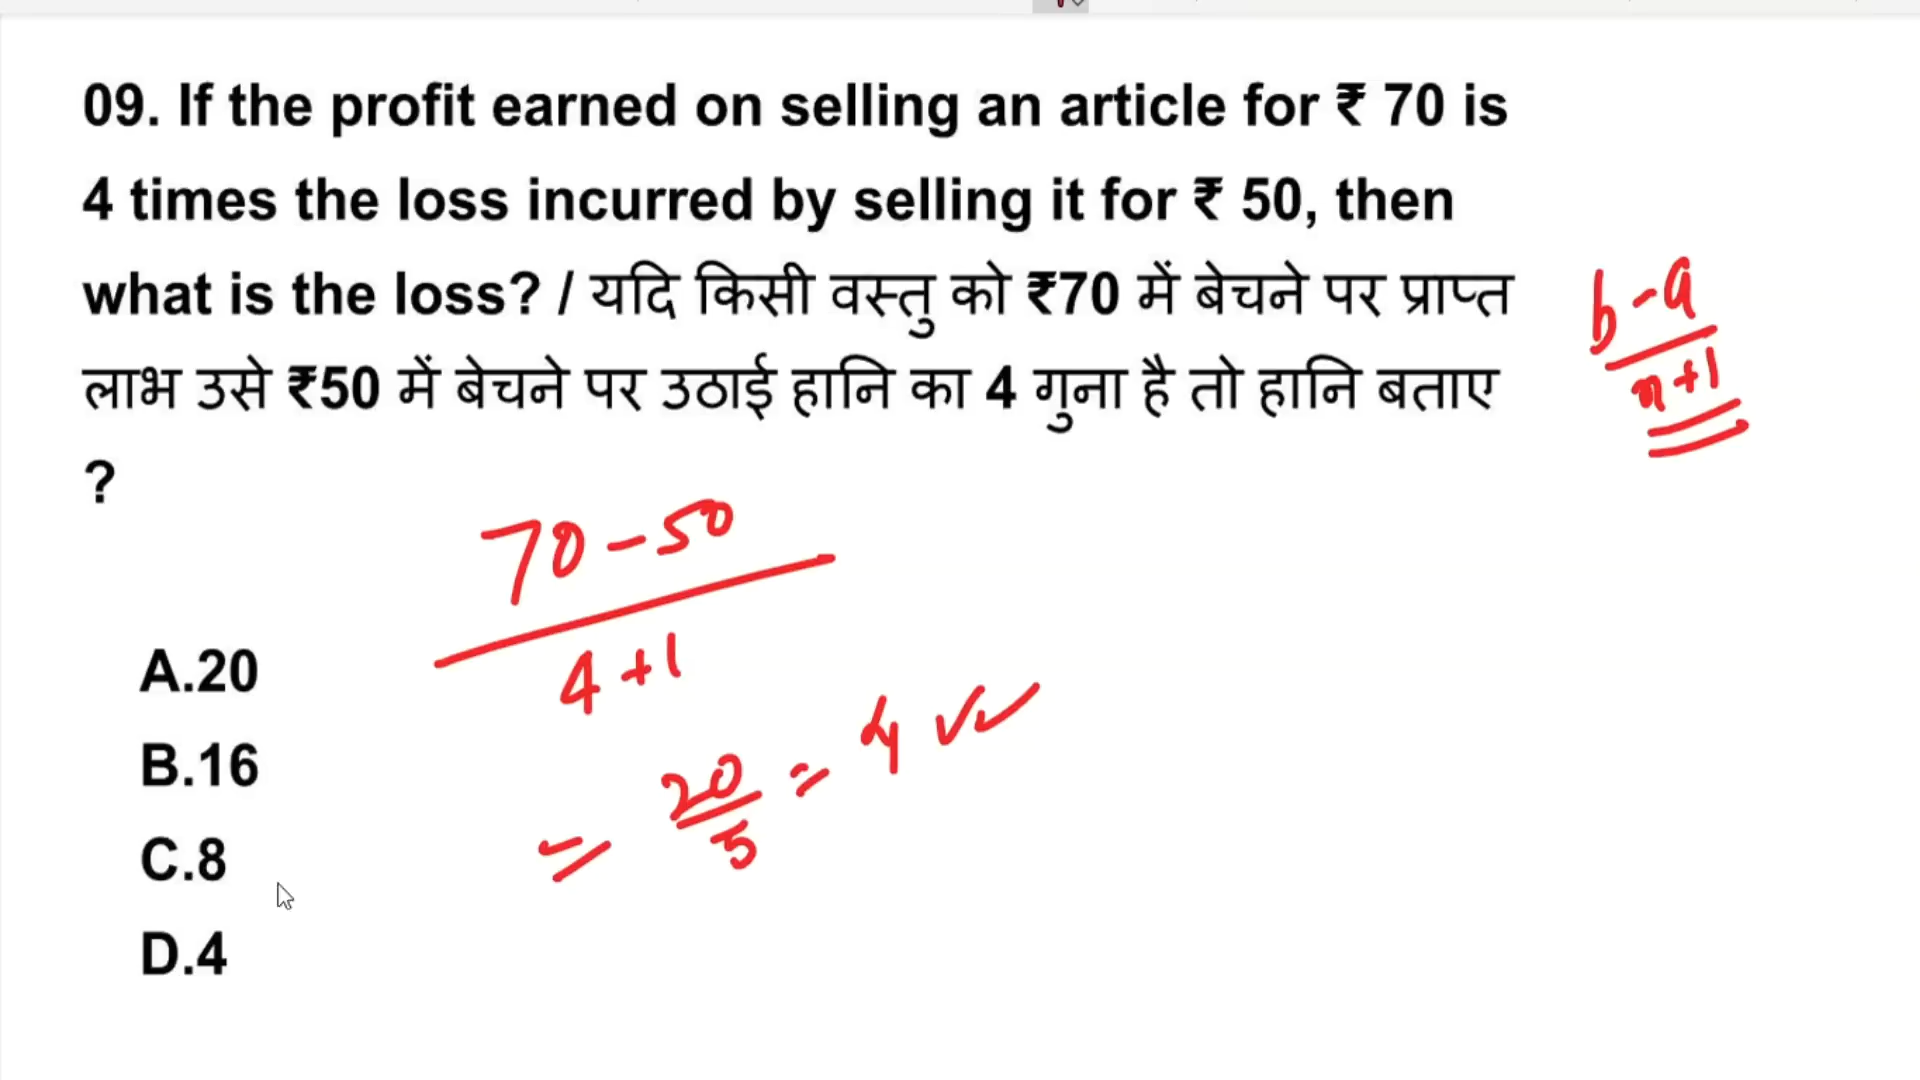 09. If the profit earned on selling an article for ₹ 70 is
4 times the loss incurred by selling it for ₹ 50, then
what is the loss? / यदि किसी वस्तु को ₹70 में बेचने पर प्राप्त
लाभ उसे ₹50 में बेचने पर उठाई हानि का 4 गुना है तो हानि बताए
?
b-a
n+1
70-50
4+1
A.20
B.16
C.8
D.4
= 20/5 = 4 ✓✓